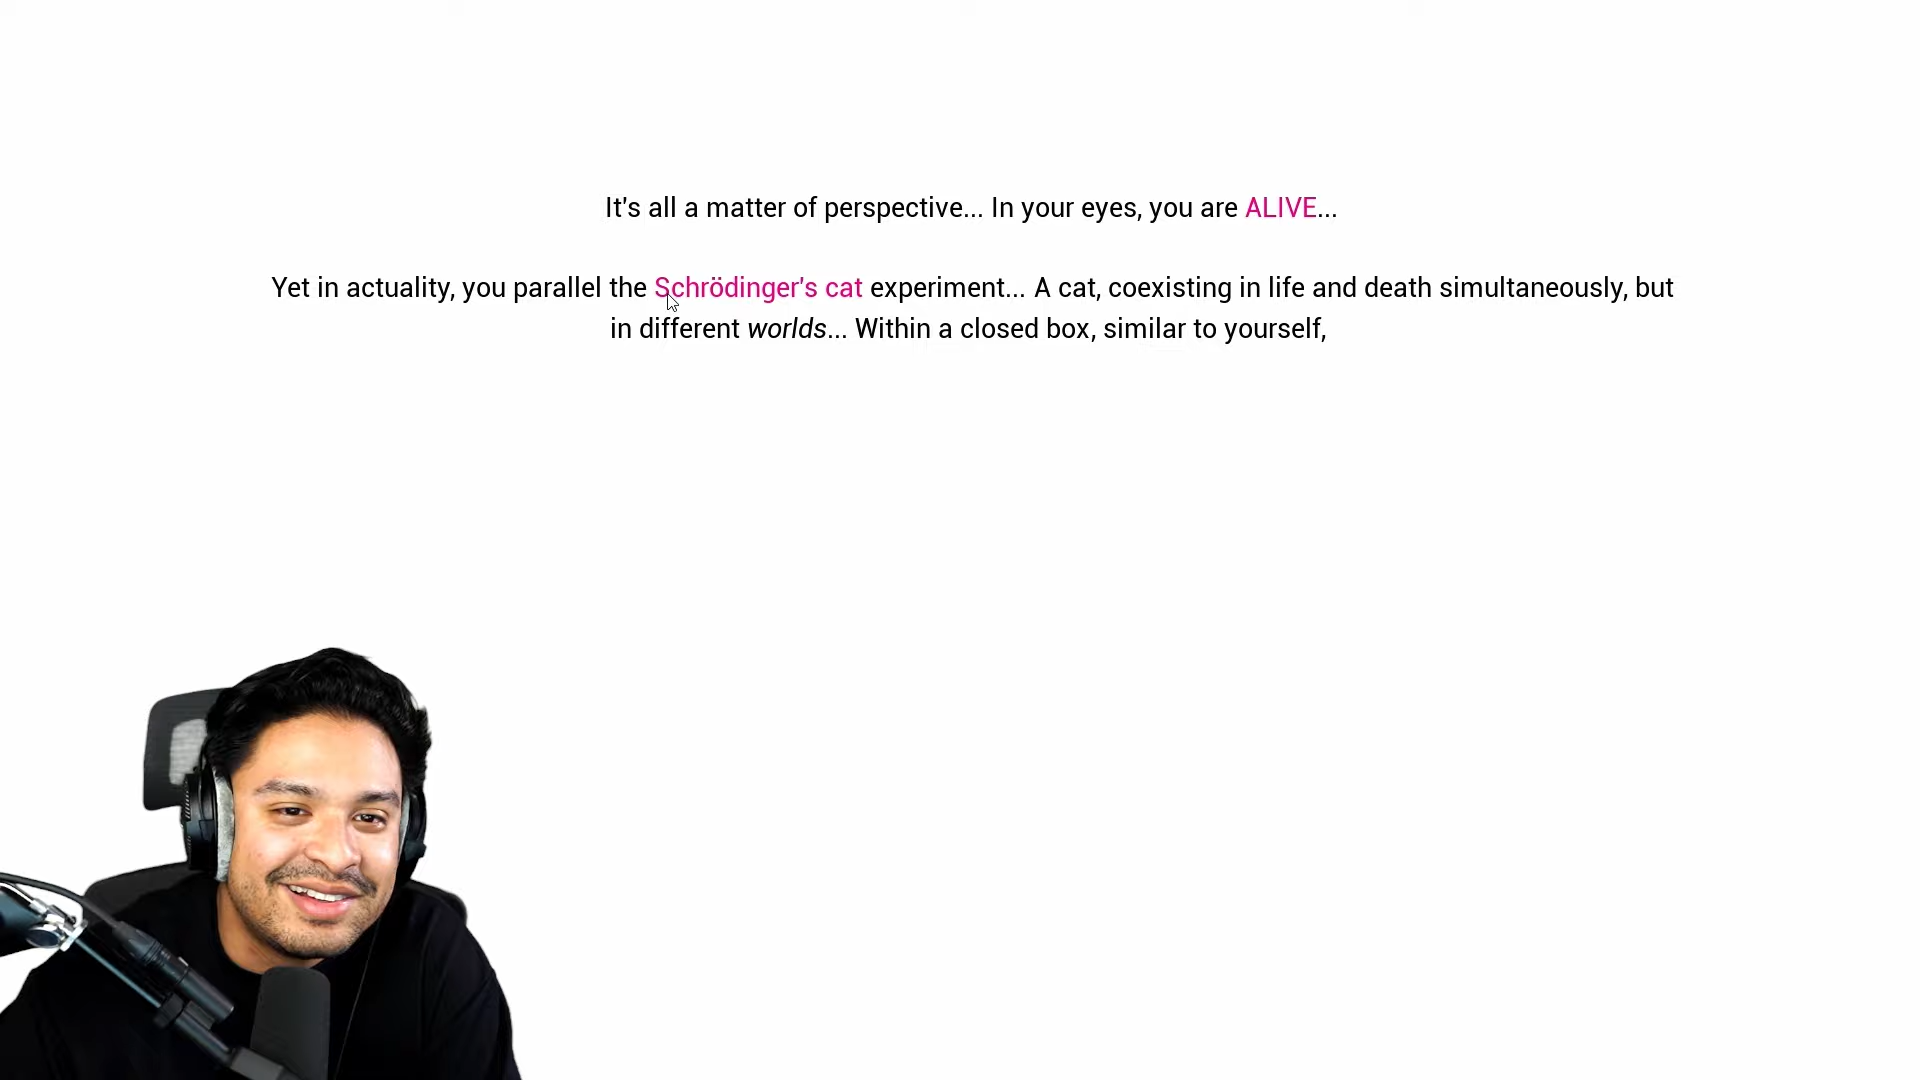 It's all a matter of perspective... In your eyes, you are ALIVE...
Yet in actuality, you parallel the Schrödinger's cat experiment... A cat, coexisting in life and death simultaneously, but
in different worlds... Within a closed box, similar to yourself,